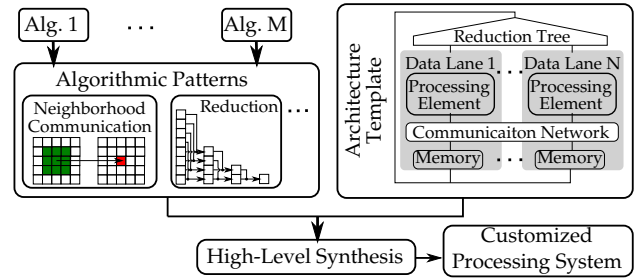 Alg. 1
...
Alg. M
Algorithmic Patterns
Neighborhood
Communication
Reduction
...
Architecture
Template
Reduction Tree
Data Lane 1
Data Lane N
...
Processing
Element
Processing
Element
Communicaiton Network
Memory
...
Memory
High-Level Synthesis
Customized
Processing System